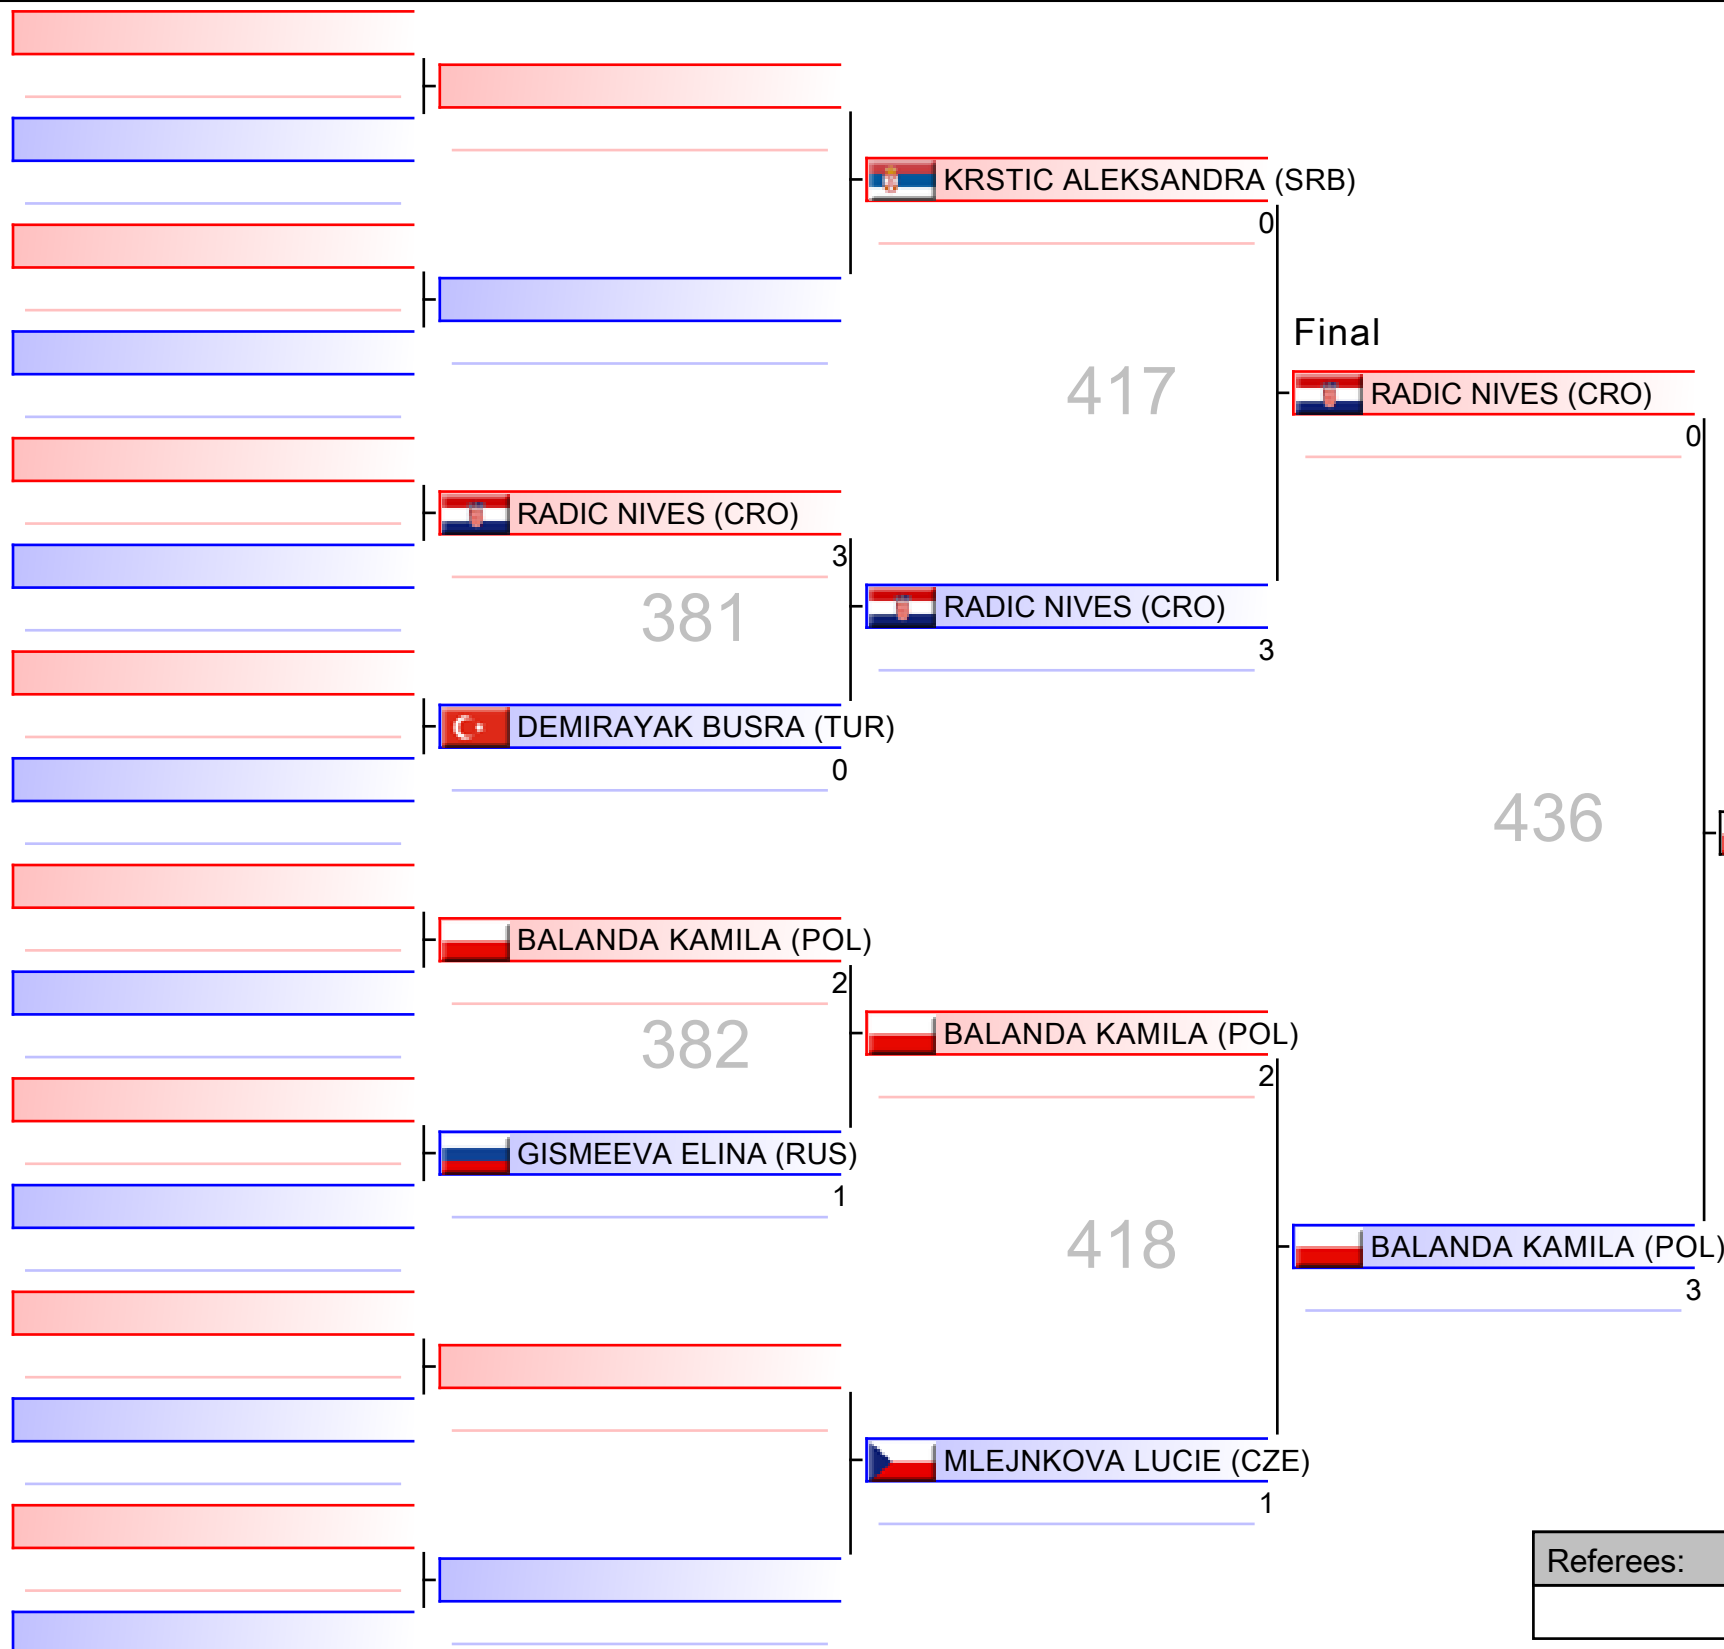 KRSTIC ALEKSANDRA (SRB)
0
Final
417
RADIC NIVES (CRO)
0
RADIC NIVES (CRO)
3
381
RADIC NIVES (CRO)
3
DEMIRAYAK BUSRA (TUR)
0
436
BALANDA KAMILA (POL)
2
382
BALANDA KAMILA (POL)
2
GISMEEVA ELINA (RUS)
1
418
BALANDA KAMILA (POL)
3
MLEJNKOVA LUCIE (CZE)
1
Referees: